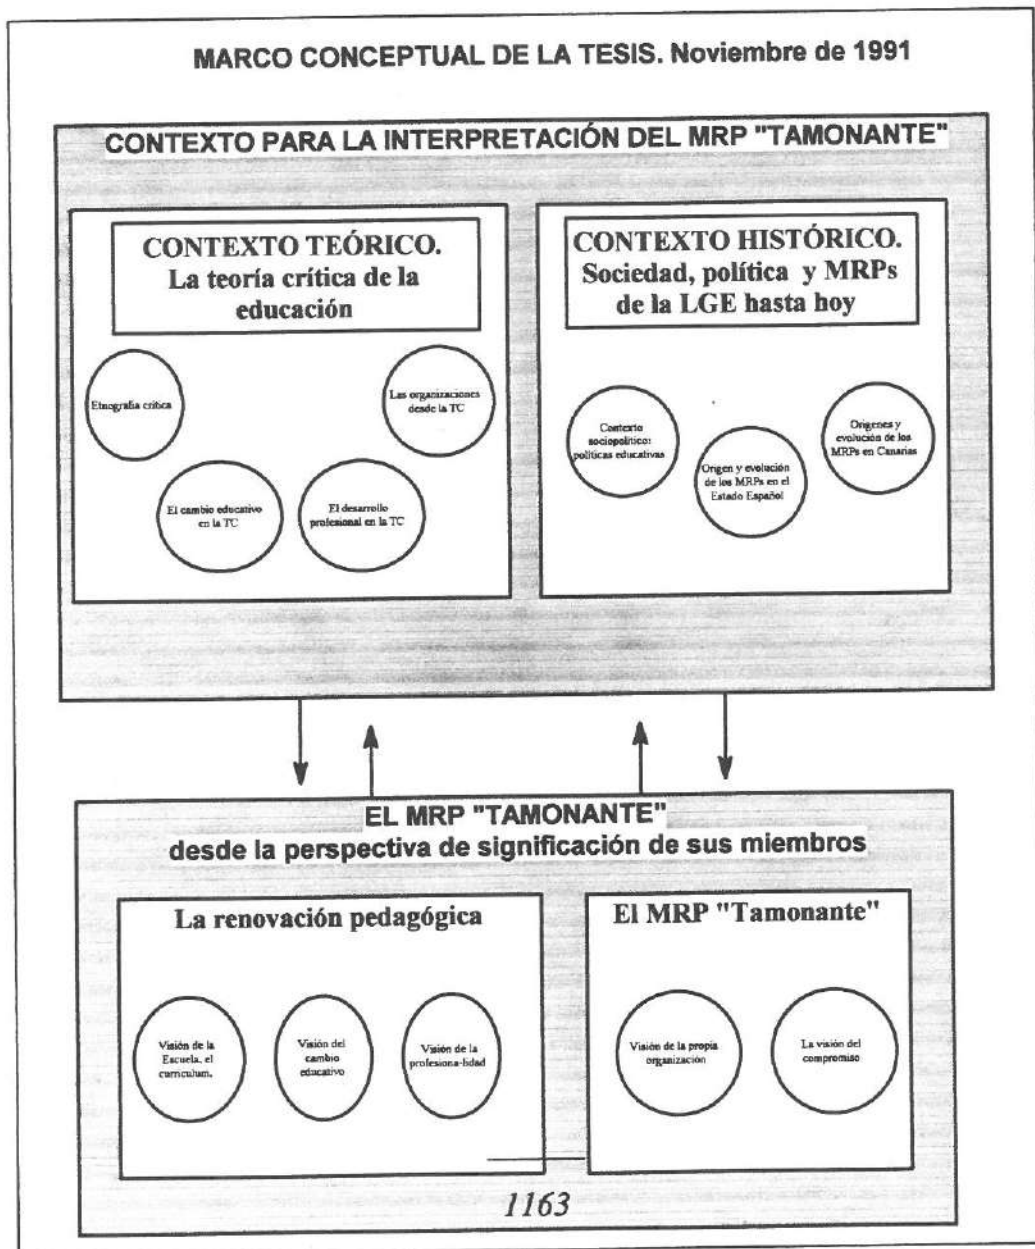 MARCO CONCEPTUAL DE LA TESIS. Noviembre de 1991
CONTEXTO PARA LA INTERPRETACIÓN DEL MRP "TAMONANTE"
CONTEXTO TEÓRICO.
La teoría crítica de la
educación
Etnografía crítica
Las organizaciones
desde la TC
El cambio educativo
en la TC
El desarrollo
profesional en la TC
CONTEXTO HISTÓRICO.
Sociedad, política y MRPs
de la LGE hasta hoy
Contexto
sociopolítico:
políticas educativas
Origen y evolución
de los MRPs en el
Estado Español
Orígenes y
evolución de los
MRPs en Canarias
EL MRP "TAMONANTE"
desde la perspectiva de significación de sus miembros
La renovación pedagógica
Visión de la
Escuela, el
curriculum.
Visión del
cambio
educativo
Visión de la
profesiona-lidad
El MRP "Tamonante"
Visión de la propia
organización
La visión del
compromiso
1163